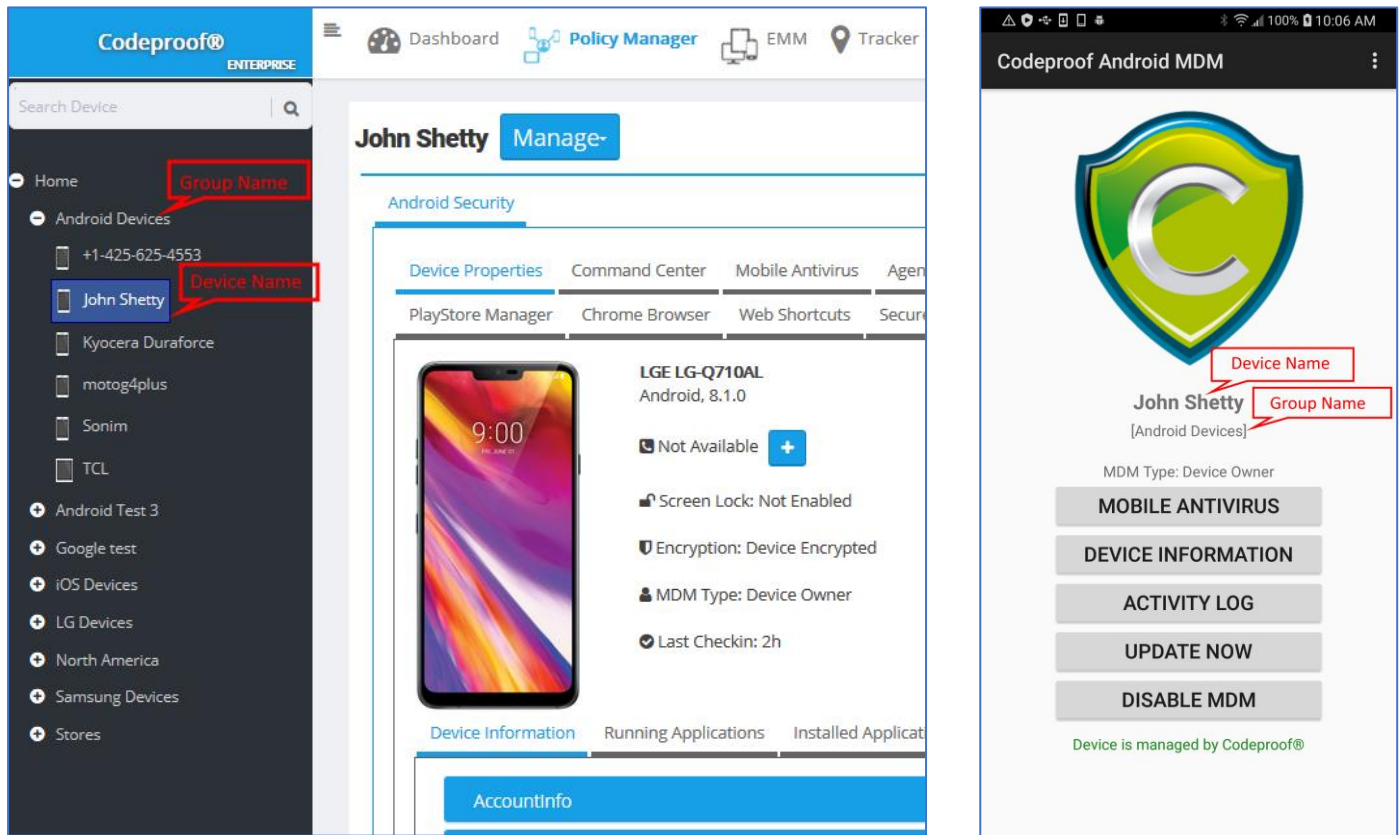 Codeproof®
ENTERPRISE
Search Device
Home
Group Name
Android Devices
+1-425-625-4553
Device Name
John Shetty
Kyocera Duraforce
motog4plus
Sonim
TCL
Android Test 3
Google test
iOS Devices
LG Devices
North America
Samsung Devices
Stores
Dashboard
Policy Manager
EMM
Tracker
John Shetty
Manage
Android Security
Device Properties Command Center Mobile Antivirus Agen
PlayStore Manager Chrome Browser Web Shortcuts Secure
9:00
LGE LG-Q710AL
Android, 8.1.0
Not Available +
Screen Lock: Not Enabled
Encryption: Device Encrypted
MDM Type: Device Owner
Last Checkin: 2h
Device Information Running Applications Installed Applicati
AccountInfo
100% 10:06 AM
Codeproof Android MDM
C
Device Name
John Shetty
Group Name
[Android Devices]
MDM Type: Device Owner
MOBILE ANTIVIRUS
DEVICE INFORMATION
ACTIVITY LOG
UPDATE NOW
DISABLE MDM
Device is managed by Codeproof®